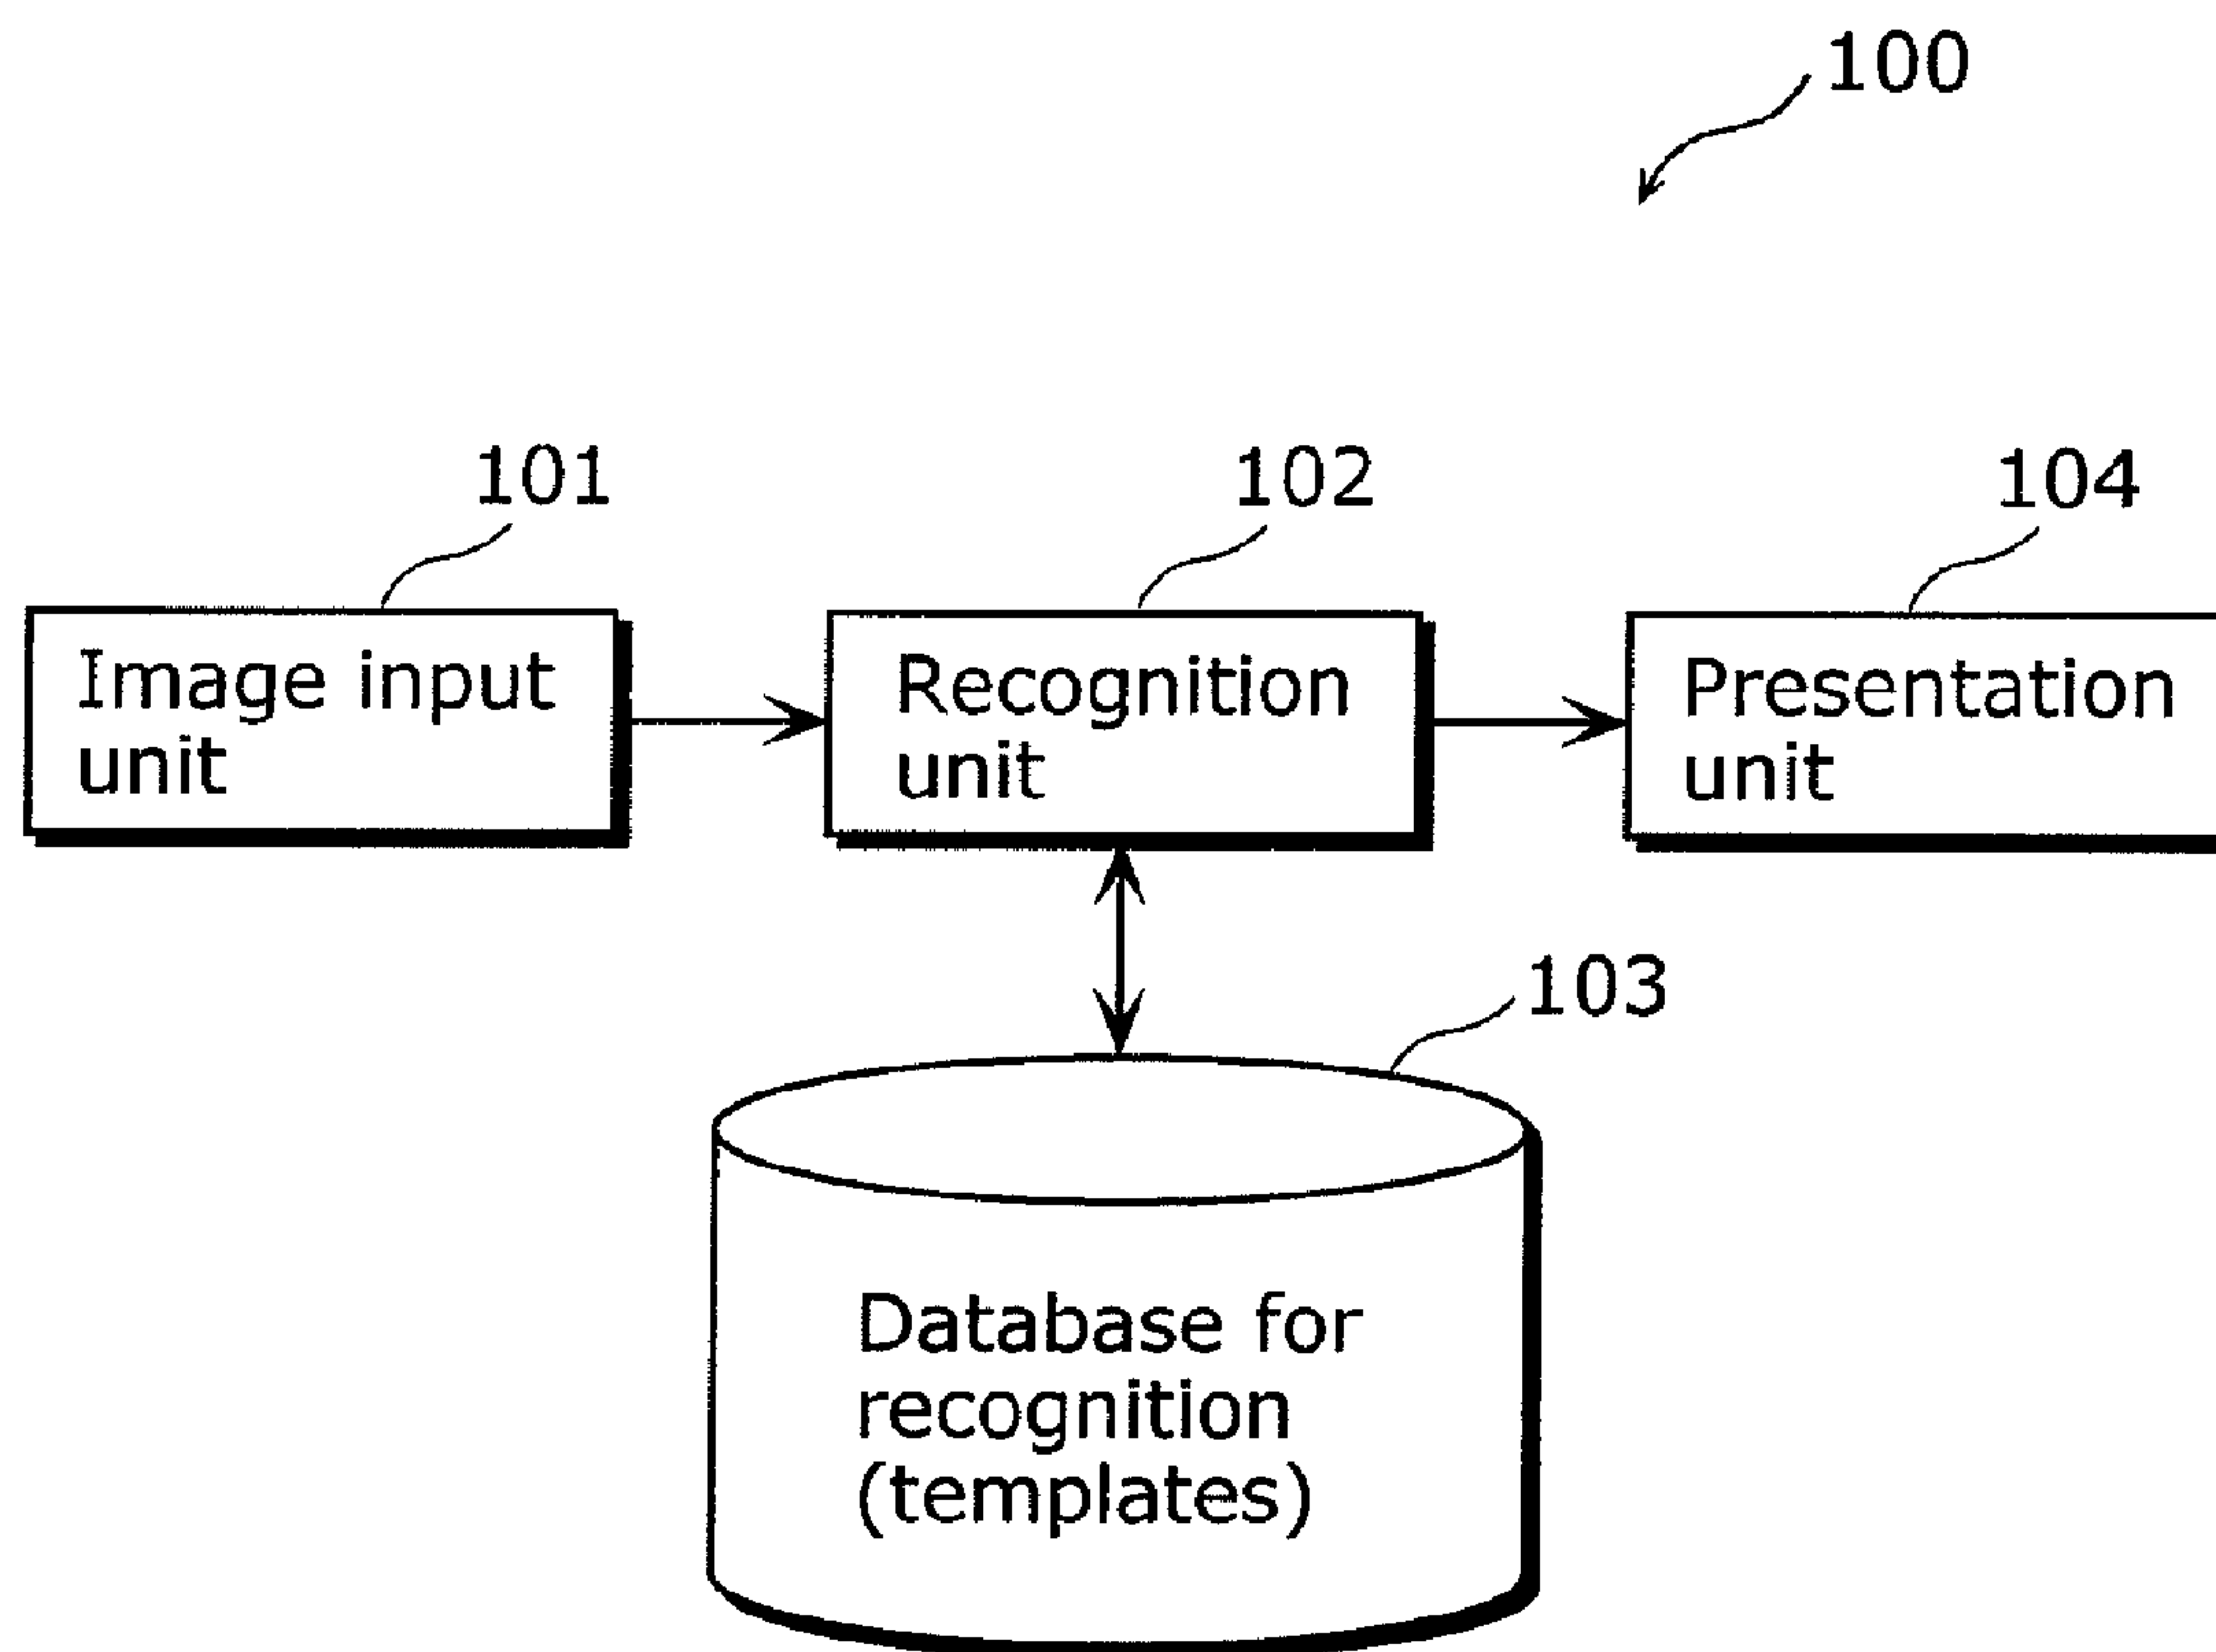 100
101
102
104
Image input
unit
Recognition
unit
Presentation
unit
103
Database for
recognition
(templates)